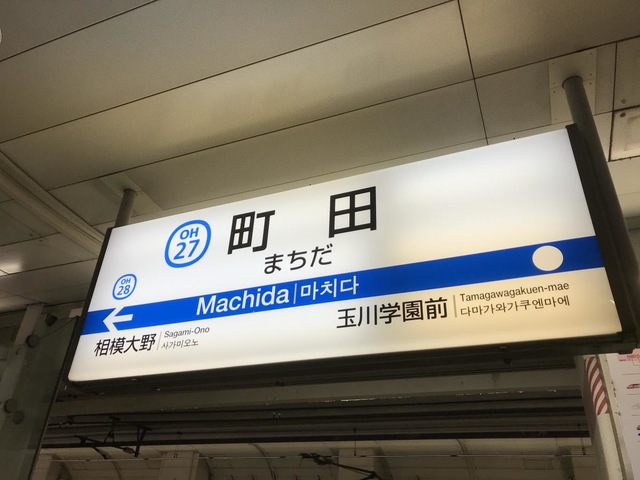 OH
27
町田
まちだ
OH
28
Machida|마치다
相模大野
Sagami-Ono
사가미오노
玉川学園前
Tamagawagakuen-mae
다마가와가쿠엔마에